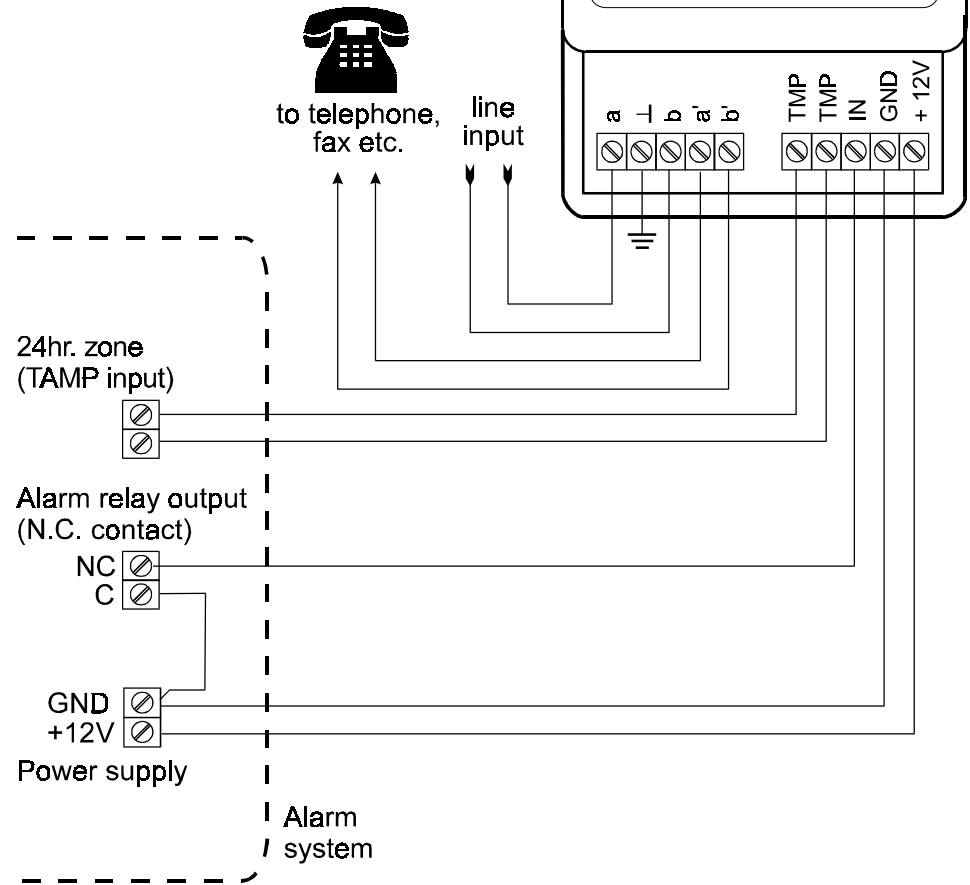 to telephone,
fax etc.
line
input
a ⊥ b a' b' TMP TMP IN GND + 12V
24hr. zone
(TAMP input)
Alarm relay output
(N.C. contact)
NC
C
GND
+12V
Power supply
Alarm
system